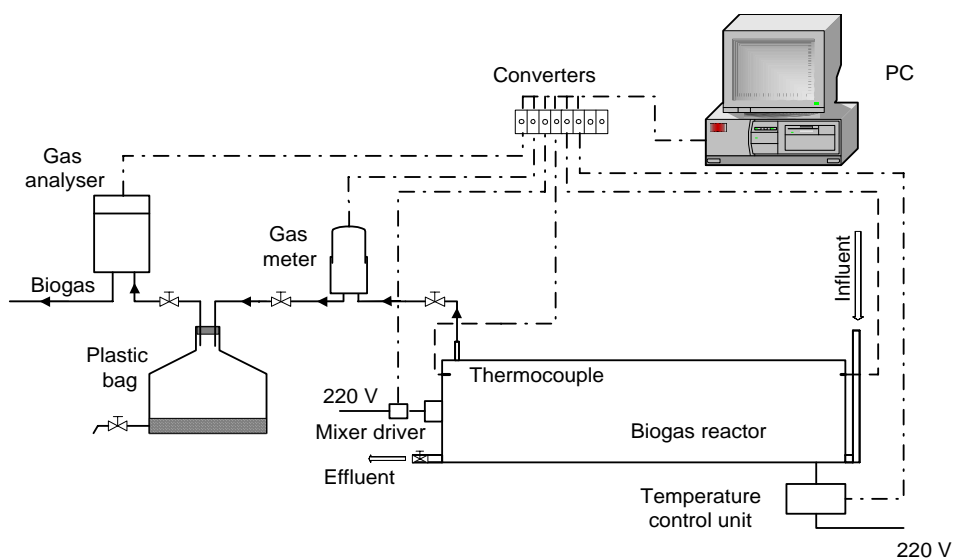 Converters
PC
Gas
analyser
Gas
meter
Influent
Biogas
Plastic
bag
Thermocouple
220 V
Mixer driver
Biogas reactor
Effluent
Temperature
control unit
220 V